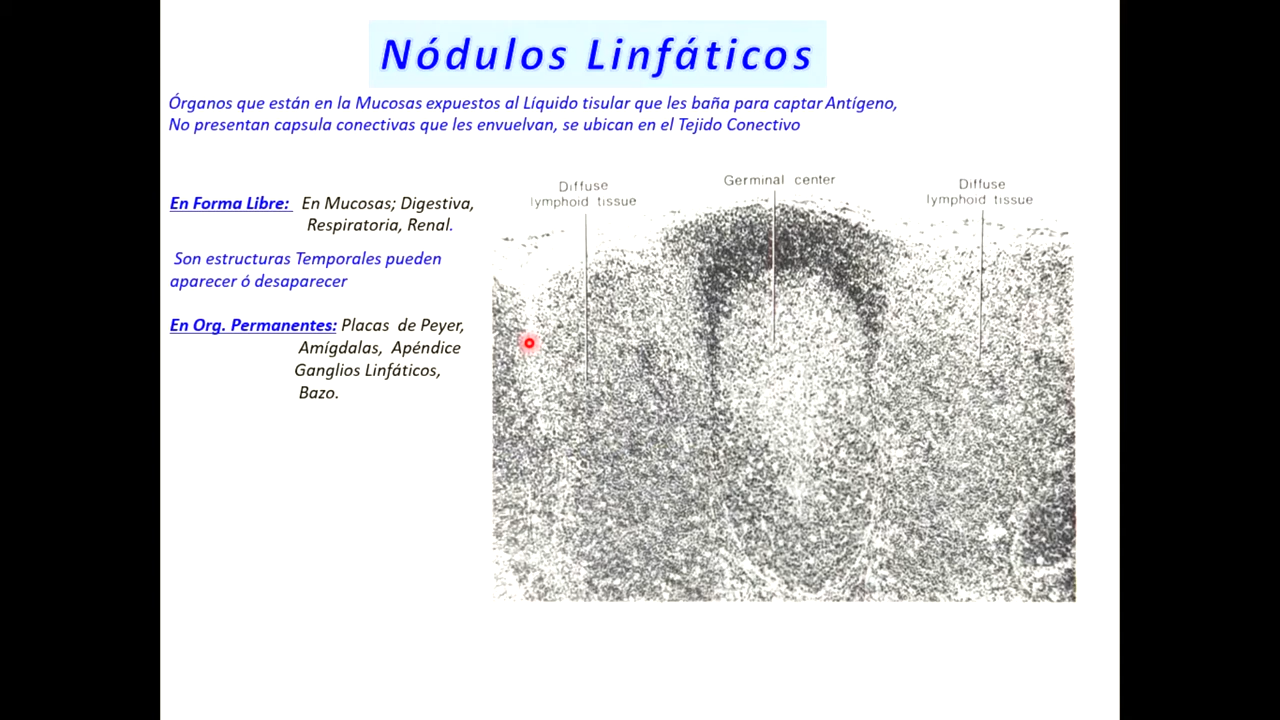 Nódulos Linfáticos
Órganos que están en la Mucosas expuestos al Líquido tisular que les baña para captar Antígeno,
No presentan capsula conectivas que les envuelvan, se ubican en el Tejido Conectivo
En Forma Libre: En Mucosas; Digestiva,
Respiratoria, Renal.
Son estructuras Temporales pueden
aparecer ó desaparecer
En Org. Permanentes: Placas de Peyer,
Amígdalas, Apéndice
Ganglios Linfáticos,
Bazo.
Diffuse
lymphoid tissue
Germinal center
Diffuse
lymphoid tissue